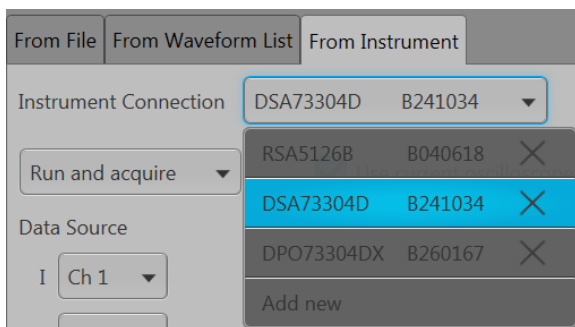 From File From Waveform List From Instrument
Instrument Connection DSA73304D B241034
RSA5126B B040618
Run and acquire
DSA73304D B241034
Data Source
DPO73304DX B260167
I Ch 1
Add new